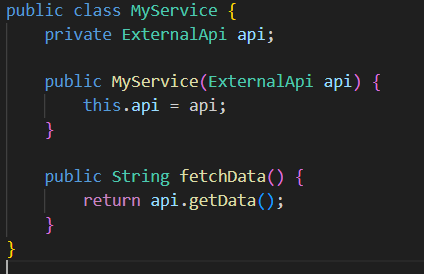 public class MyService {
    private ExternalApi api;

    public MyService(ExternalApi api) {
        this.api = api;
    }

    public String fetchData() {
        return api.getData();
    }
}